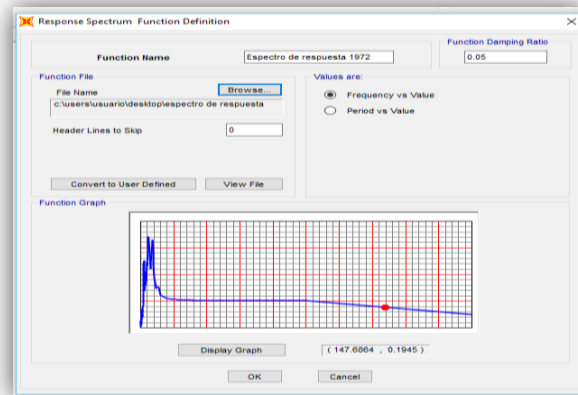 Response Spectrum Function Definition
Function Name
Espectro de respuesta 1972
Function Damping Ratio
0.05
Function File
File Name
Browse...
c:\users\usuario\desktop\espectro de respuesta
Header Lines to Skip
0
Convert to User Defined
View File
Values are:
Frequency vs Value
Period vs Value
Function Graph
Display Graph
( 147.6864 , 0.1945 )
OK
Cancel